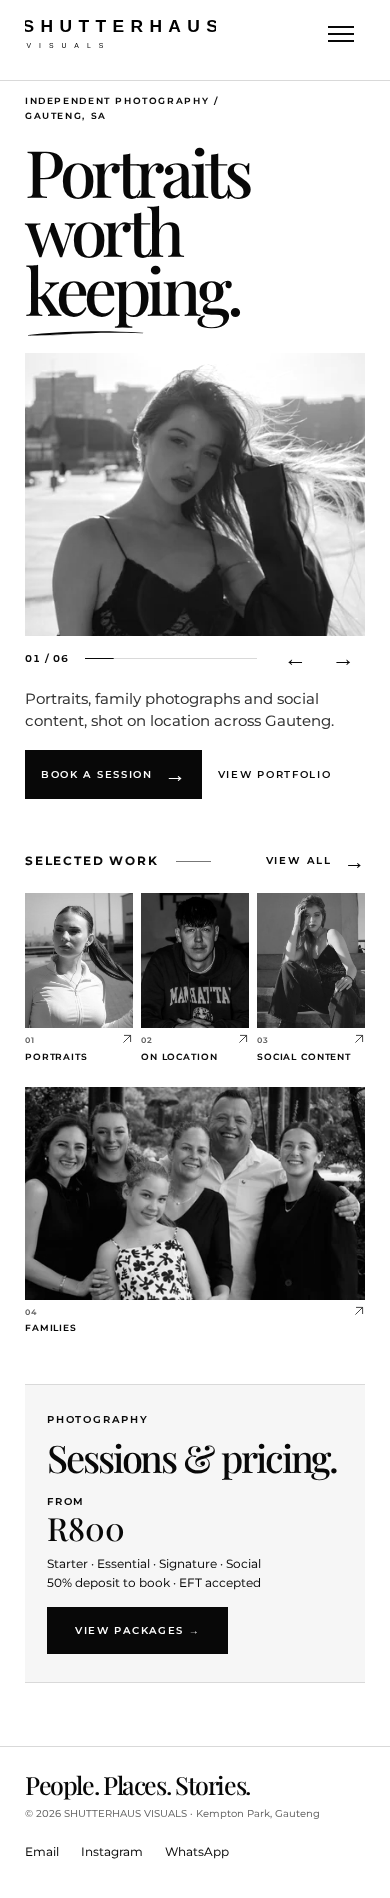 SHUTTERHAUS
VISUALS
INDEPENDENT PHOTOGRAPHY /
GAUTENG, SA
Portraits
worth
keeping.
01 / 06 ← →
Portraits, family photographs and social
content, shot on location across Gauteng.
BOOK A SESSION → VIEW PORTFOLIO
SELECTED WORK VIEW ALL →
MANHATTA
01 ↗ 02 ↗ 03 ↗
PORTRAITS ON LOCATION SOCIAL CONTENT
04 ↗
FAMILIES
PHOTOGRAPHY
Sessions & pricing.
FROM
R800
Starter · Essential · Signature · Social
50% deposit to book · EFT accepted
VIEW PACKAGES →
People. Places. Stories.
© 2026 SHUTTERHAUS VISUALS · Kempton Park, Gauteng
Email Instagram WhatsApp